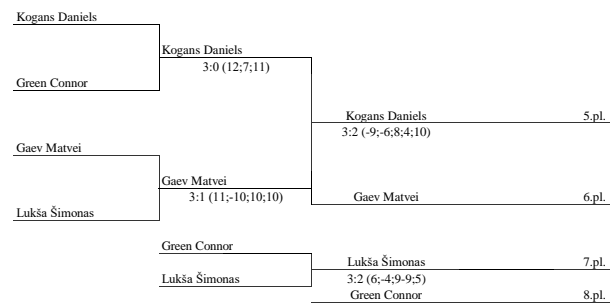 Kogans Daniels
Kogans Daniels
3:0 (12;7;11)
Green Connor
Kogans Daniels 5.pl.
3:2 (-9;-6;8;4;10)
Gaev Matvei
Gaev Matvei
3:1 (11;-10;10;10)
Gaev Matvei 6.pl.
Lukša Šimonas
Green Connor
Lukša Šimonas 7.pl.
Lukša Šimonas
3:2 (6;-4;9-9;5)
Green Connor 8.pl.